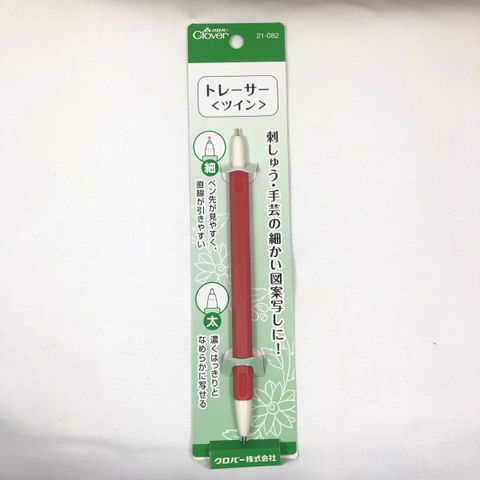 クロバー
Clover
21-082
トレーサー
<ツイン>
刺しゅう・手芸の細かい図案写しに!
細
ペン先が見やすく、
直線が引きやすい
太
濃くはっきりと
なめらかに写せる
クロバー株式会社